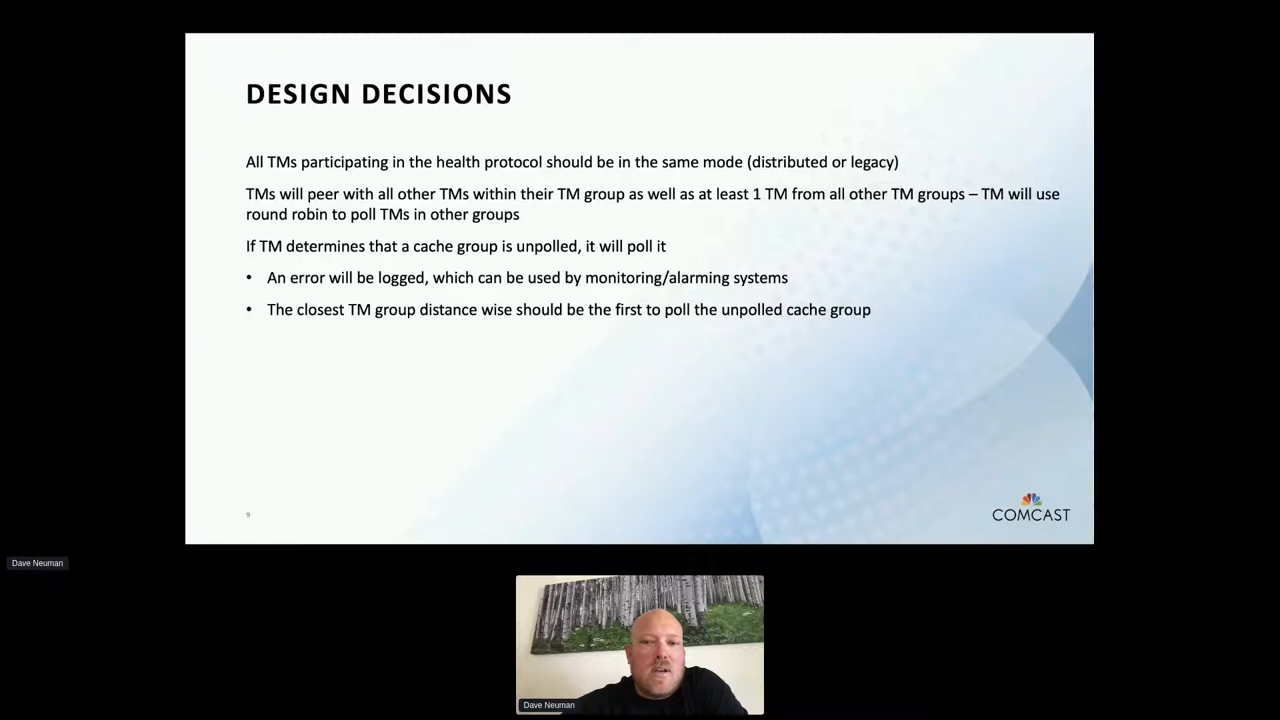 DESIGN DECISIONS
All TMs participating in the health protocol should be in the same mode (distributed or legacy)
TMs will peer with all other TMs within their TM group as well as at least 1 TM from all other TM groups – TM will use
round robin to poll TMs in other groups
If TM determines that a cache group is unpolled, it will poll it
• An error will be logged, which can be used by monitoring/alarming systems
• The closest TM group distance wise should be the first to poll the unpolled cache group
9
COMCAST
Dave Neuman
Dave Neuman